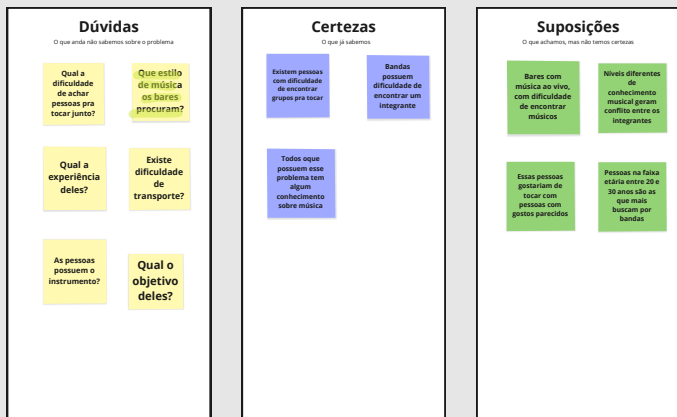 Dúvidas
O que anda não sabemos sobre o problema
Qual a
dificuldade
de achar
pessoas pra
tocar junto?
Que estilo
de música
os bares
procuram?
Qual a
experiência
deles?
Existe
dificuldade
de
transporte?
As pessoas
possuem o
instrumento?
Qual o
objetivo
deles?
Certezas
O que já sabemos
Existem pessoas
com dificuldade
de encontrar
grupos pra tocar
Bandas
possuem
dificuldade de
encontrar um
integrante
Todos oque
possuem esse
problema tem
algum
conhecimento
sobre música
Suposições
O que achamos, mas não temos certezas
Bares com
música ao vivo,
com dificuldade
de encontrar
músicos
Níveis diferentes
de
conhecimento
musical geram
conflito entre os
integrantes
Essas pessoas
gostariam de
tocar com
pessoas com
gostos parecidos
Pessoas na faixa
etária entre 20 e
30 anos são as
que mais
buscam por
bandas